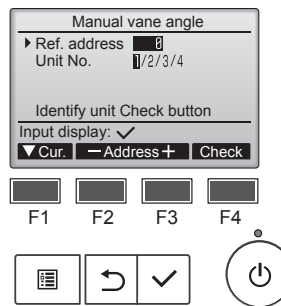 Manual vane angle
Ref. address 0
Unit No. 1/2/3/4
Identify unit Check button
Input display: ✓
▼ Cur. − Address + Check
F1 F2 F3 F4